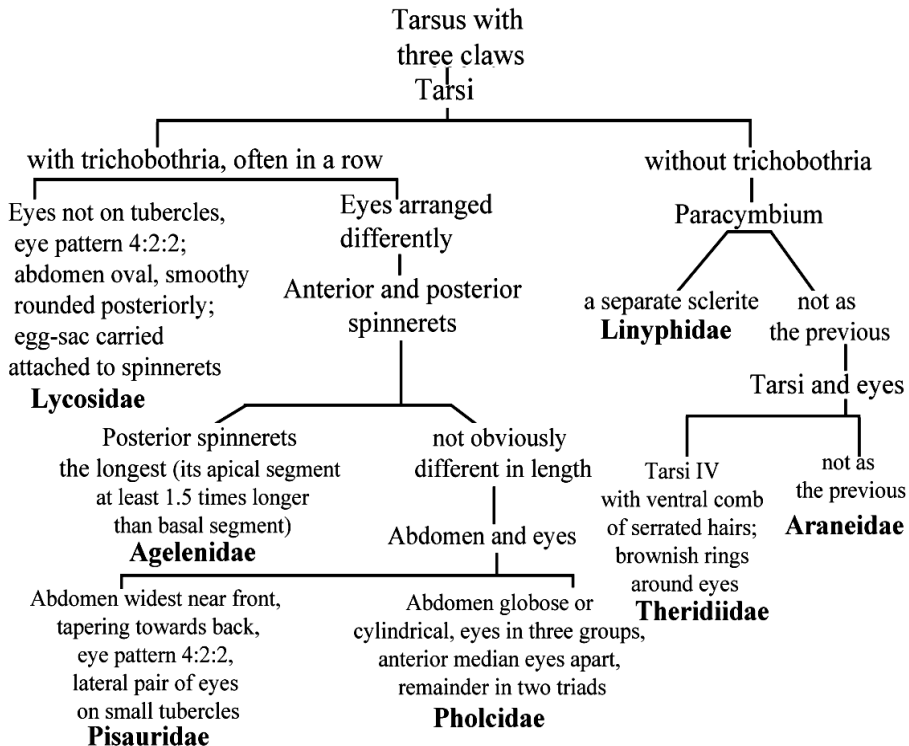 Tarsus with
three claws
Tarsi
with trichobothria, often in a row
without trichobothria
Eyes not on tubercles,
eye pattern 4:2:2;
abdomen oval, smoothy
rounded posteriorly;
egg-sac carried
attached to spinnerets
Lycosidae
Eyes arranged
differently
Anterior and posterior
spinnerets
Paracymbium
a separate sclerite
Linyphidae
not as
the previous
Tarsi and eyes
Posterior spinnerets
the longest (its apical segment
at least 1.5 times longer
than basal segment)
Agelenidae
not obviously
different in length
Abdomen and eyes
Tarsi IV
with ventral comb
of serrated hairs;
brownish rings
around eyes
Theridiidae
not as
the previous
Araneidae
Abdomen widest near front,
tapering towards back,
eye pattern 4:2:2,
lateral pair of eyes
on small tubercles
Pisauridae
Abdomen globose or
cylindrical, eyes in three groups,
anterior median eyes apart,
remainder in two triads
Pholcidae